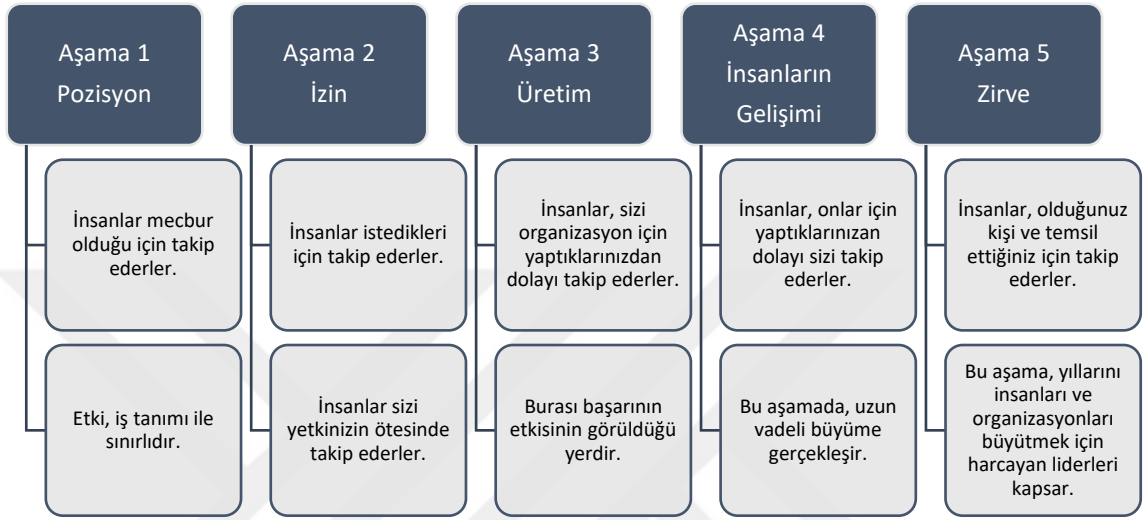 Aşama 1
Pozisyon
İnsanlar mecbur
olduğu için takip
ederler.
Etki, iş tanımı ile
sınırlıdır.
Aşama 2
İzin
İnsanlar istedikleri
için takip ederler.
İnsanlar sizi
yetkinizin ötesinde
takip ederler.
Aşama 3
Üretim
İnsanlar, sizi
organizasyon için
yaptıklarınızdan
dolayı takip ederler.
Burası başarının
etkisinin görüldüğü
yerdir.
Aşama 4
İnsanların
Gelişimi
İnsanlar, onlar için
yaptıklarınızan
dolayı sizi takip
ederler.
Bu aşamada, uzun
vadeli büyüme
gerçekleşir.
Aşama 5
Zirve
İnsanlar, olduğunuz
kişi ve temsil
ettiğiniz için takip
ederler.
Bu aşama, yıllarını
insanları ve
organizasyonları
büyütmek için
harcayan liderleri
kapsar.